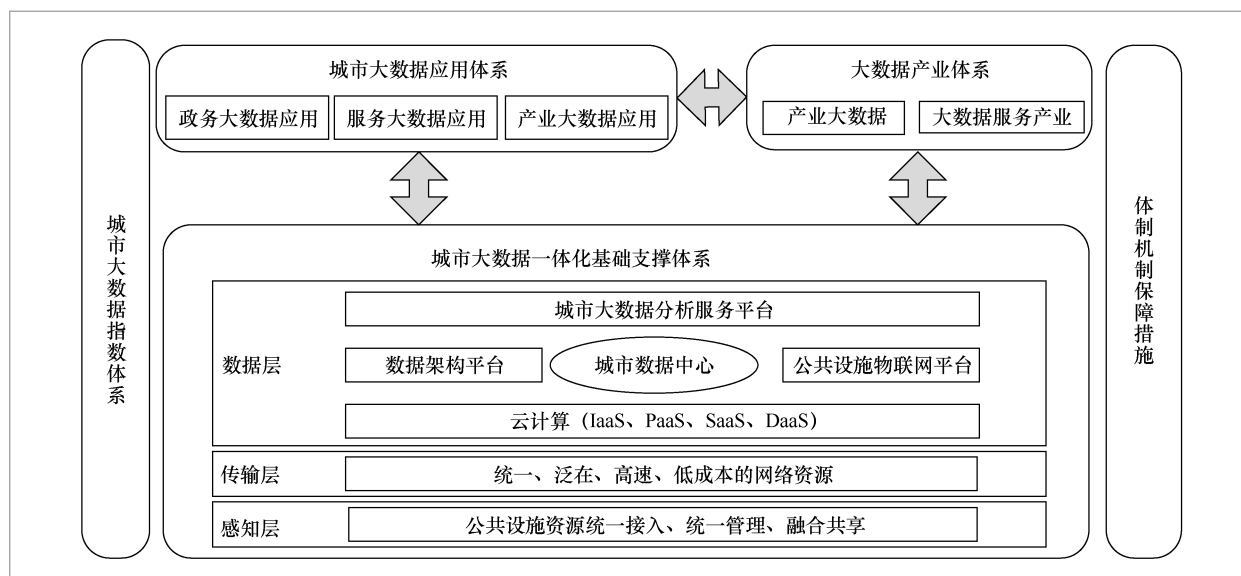 城市大数据指数体系
城市大数据应用体系
政务大数据应用
服务大数据应用
产业大数据应用
大数据产业体系
产业大数据
大数据服务产业
城市大数据一体化基础支撑体系
数据层
城市大数据分析服务平台
数据架构平台
城市数据中心
公共设施物联网平台
云计算（IaaS、PaaS、SaaS、DaaS）
传输层
统一、泛在、高速、低成本的网络资源
感知层
公共设施资源统一接入、统一管理、融合共享
体制机制保障措施